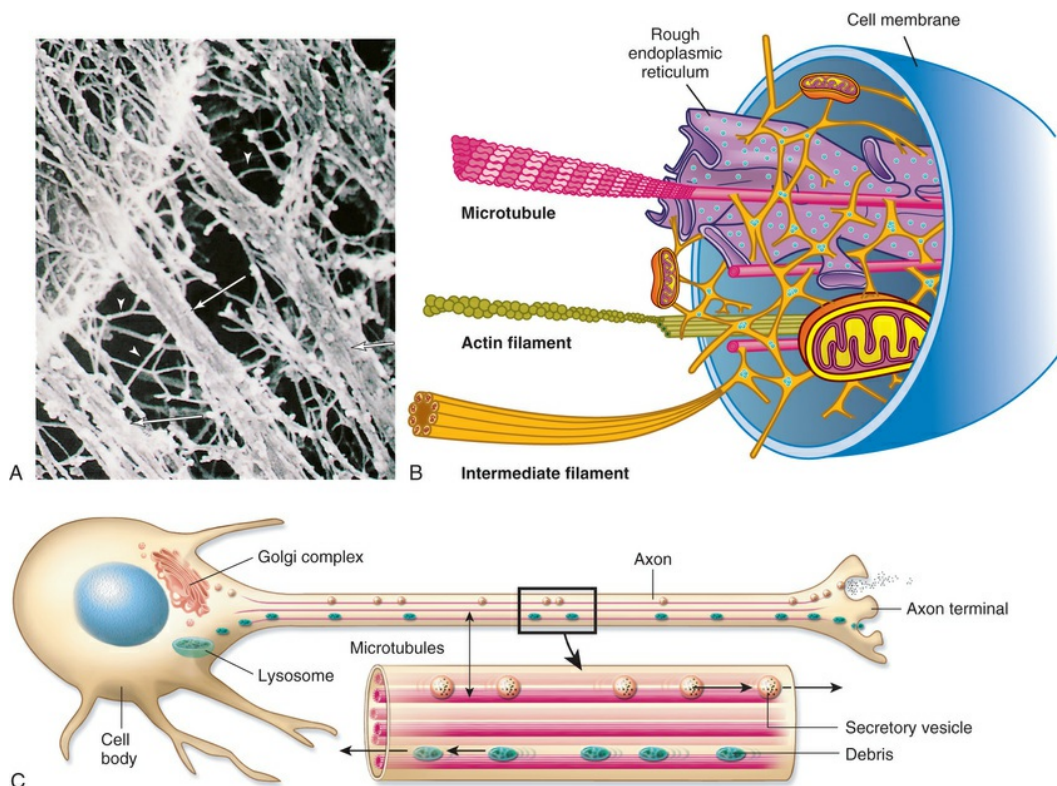 Cell membrane
Rough
endoplasmic
reticulum
Microtubule
Actin filament
Intermediate filament
A
B
Golgi complex
Axon
Axon terminal
Microtubules
Lysosome
Cell
body
Secretory vesicle
Debris
C